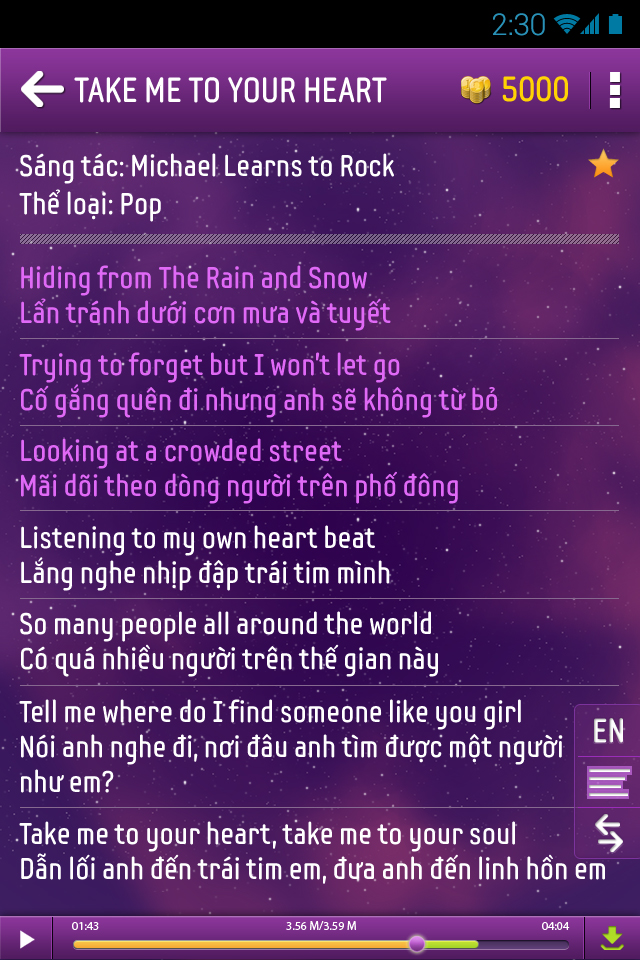 2:30
TAKE ME TO YOUR HEART
5000
Sáng tác: Michael Learns to Rock
Thể loại: Pop
Hiding from The Rain and Snow
Lẩn tránh dưới cơn mưa và tuyết
Trying to forget but I won't let go
Cố gắng quên đi nhưng anh sẽ không từ bỏ
Looking at a crowded street
Mãi dõi theo dòng người trên phố đông
Listening to my own heart beat
Lắng nghe nhịp đập trái tim mình
So many people all around the world
Có quá nhiều người trên thế gian này
Tell me where do I find someone like you girl
Nói anh nghe đi, nơi đâu anh tìm được một người
như em?
EN
Take me to your heart, take me to your soul
Dẫn lối anh đến trái tim em, đưa anh đến linh hồn em
01:43
3.56 M/3.59 M
04:04